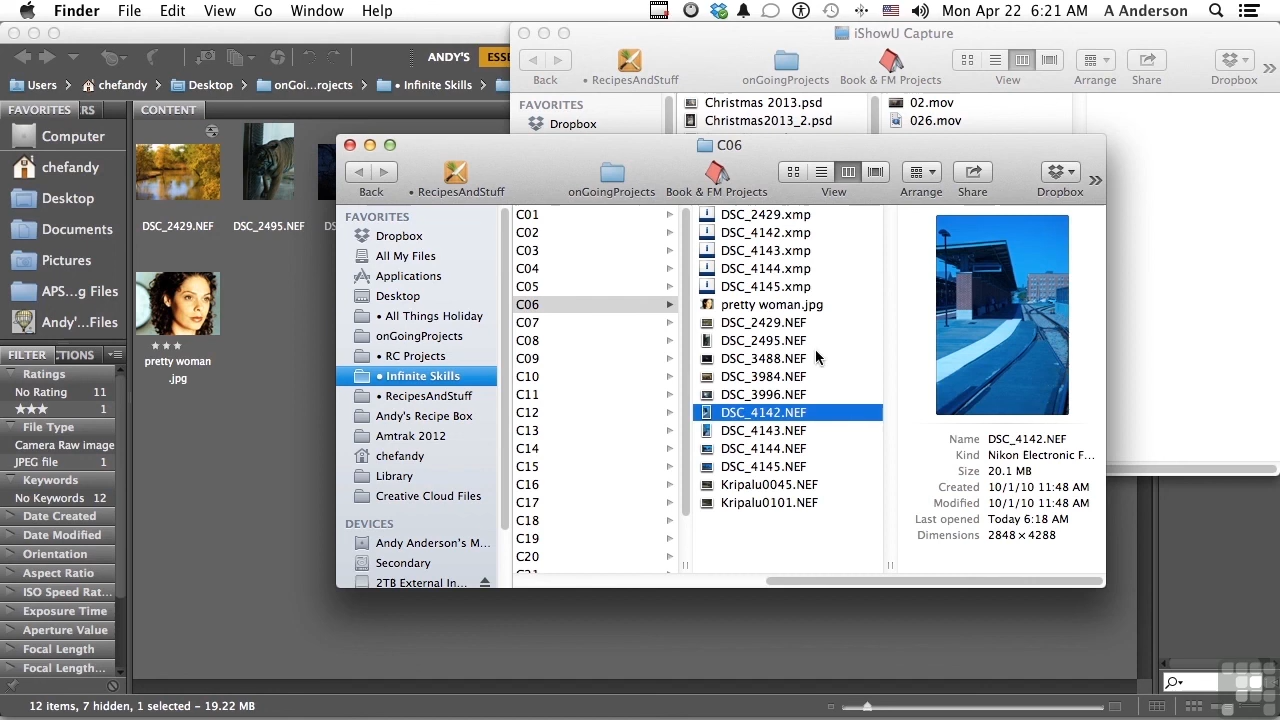 Finder File Edit View Go Window Help Mon Apr 22 6:21 AM A Anderson
iShowU Capture
ANDY'S ESSE
Back • RecipesAndStuff onGoingProjects Book & FM Projects View Arrange Share Dropbox
Users chefandy Desktop onGoi...rojects • Infinite Skills
FAVORITES RS CONTENT
FAVORITES
Dropbox
Christmas 2013.psd
Christmas2013_2.psd
02.mov
026.mov
Computer
chefandy
Desktop
Documents
Pictures
APS...g Files
Andy'...Files
DSC_2429.NEF DSC_2495.NEF DS
pretty woman
.jpg
FILTER CTIONS
Ratings
No Rating 11
★★★ 1
File Type
Camera Raw image
JPEG file 1
Keywords
No Keywords 12
Date Created
Date Modified
Orientation
Aspect Ratio
ISO Speed Rat...
Exposure Time
Aperture Value
Focal Length
Focal Length...
12 items, 7 hidden, 1 selected - 19.22 MB
C06
Back • RecipesAndStuff onGoingProjects Book & FM Projects View Arrange Share Dropbox
FAVORITES
Dropbox
All My Files
Applications
Desktop
• All Things Holiday
onGoingProjects
• RC Projects
• Infinite Skills
• RecipesAndStuff
Andy's Recipe Box
Amtrak 2012
chefandy
Library
Creative Cloud Files
DEVICES
Andy Anderson's M...
Secondary
2TB External In...
C01
C02
C03
C04
C05
C06
C07
C08
C09
C10
C11
C12
C13
C14
C15
C16
C17
C18
C19
C20
DSC_2429.xmp
DSC_4142.xmp
DSC_4143.xmp
DSC_4144.xmp
DSC_4145.xmp
pretty woman.jpg
DSC_2429.NEF
DSC_2495.NEF
DSC_3488.NEF
DSC_3984.NEF
DSC_3996.NEF
DSC_4142.NEF
DSC_4143.NEF
DSC_4144.NEF
DSC_4145.NEF
Kripalu0045.NEF
Kripalu0101.NEF
Name DSC_4142.NEF
Kind Nikon Electronic F...
Size 20.1 MB
Created 10/1/10 11:48 AM
Modified 10/1/10 11:48 AM
Last opened Today 6:18 AM
Dimensions 2848 × 4288